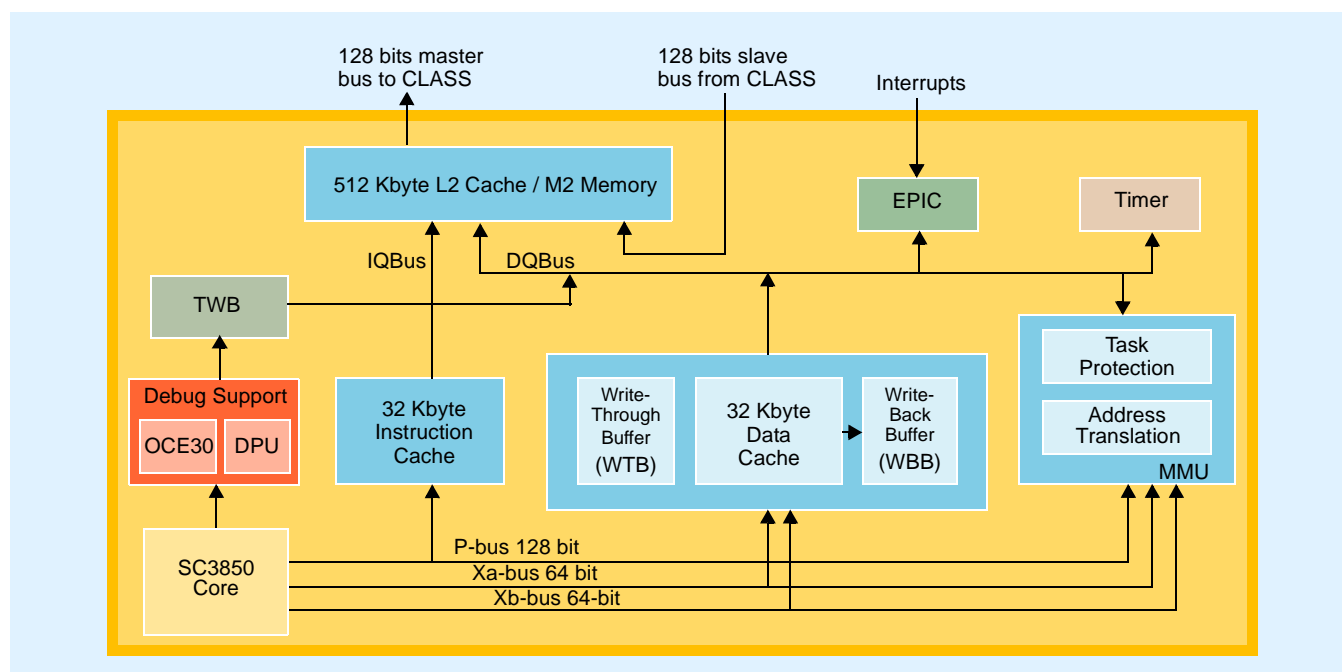 128 bits master
bus to CLASS
128 bits slave
bus from CLASS
Interrupts
512 Kbyte L2 Cache / M2 Memory
EPIC
Timer
IQBus
DQBus
TWB
Task
Protection
Debug Support
OCE30
DPU
32 Kbyte
Instruction
Cache
Write-
Through
Buffer
(WTB)
32 Kbyte
Data
Cache
Write-
Back
Buffer
(WBB)
Address
Translation
MMU
SC3850
Core
P-bus 128 bit
Xa-bus 64 bit
Xb-bus 64-bit